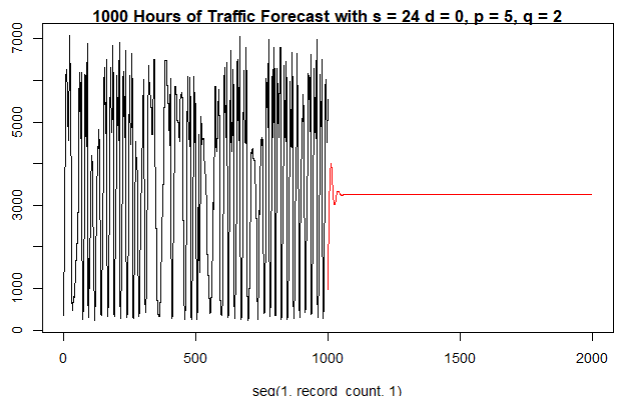 1000 Hours of Traffic Forecast with s = 24 d = 0, p = 5, q = 2
7000
5000
3000
1000
0
0 500 1000 1500 2000
seq(1, record_count, 1)